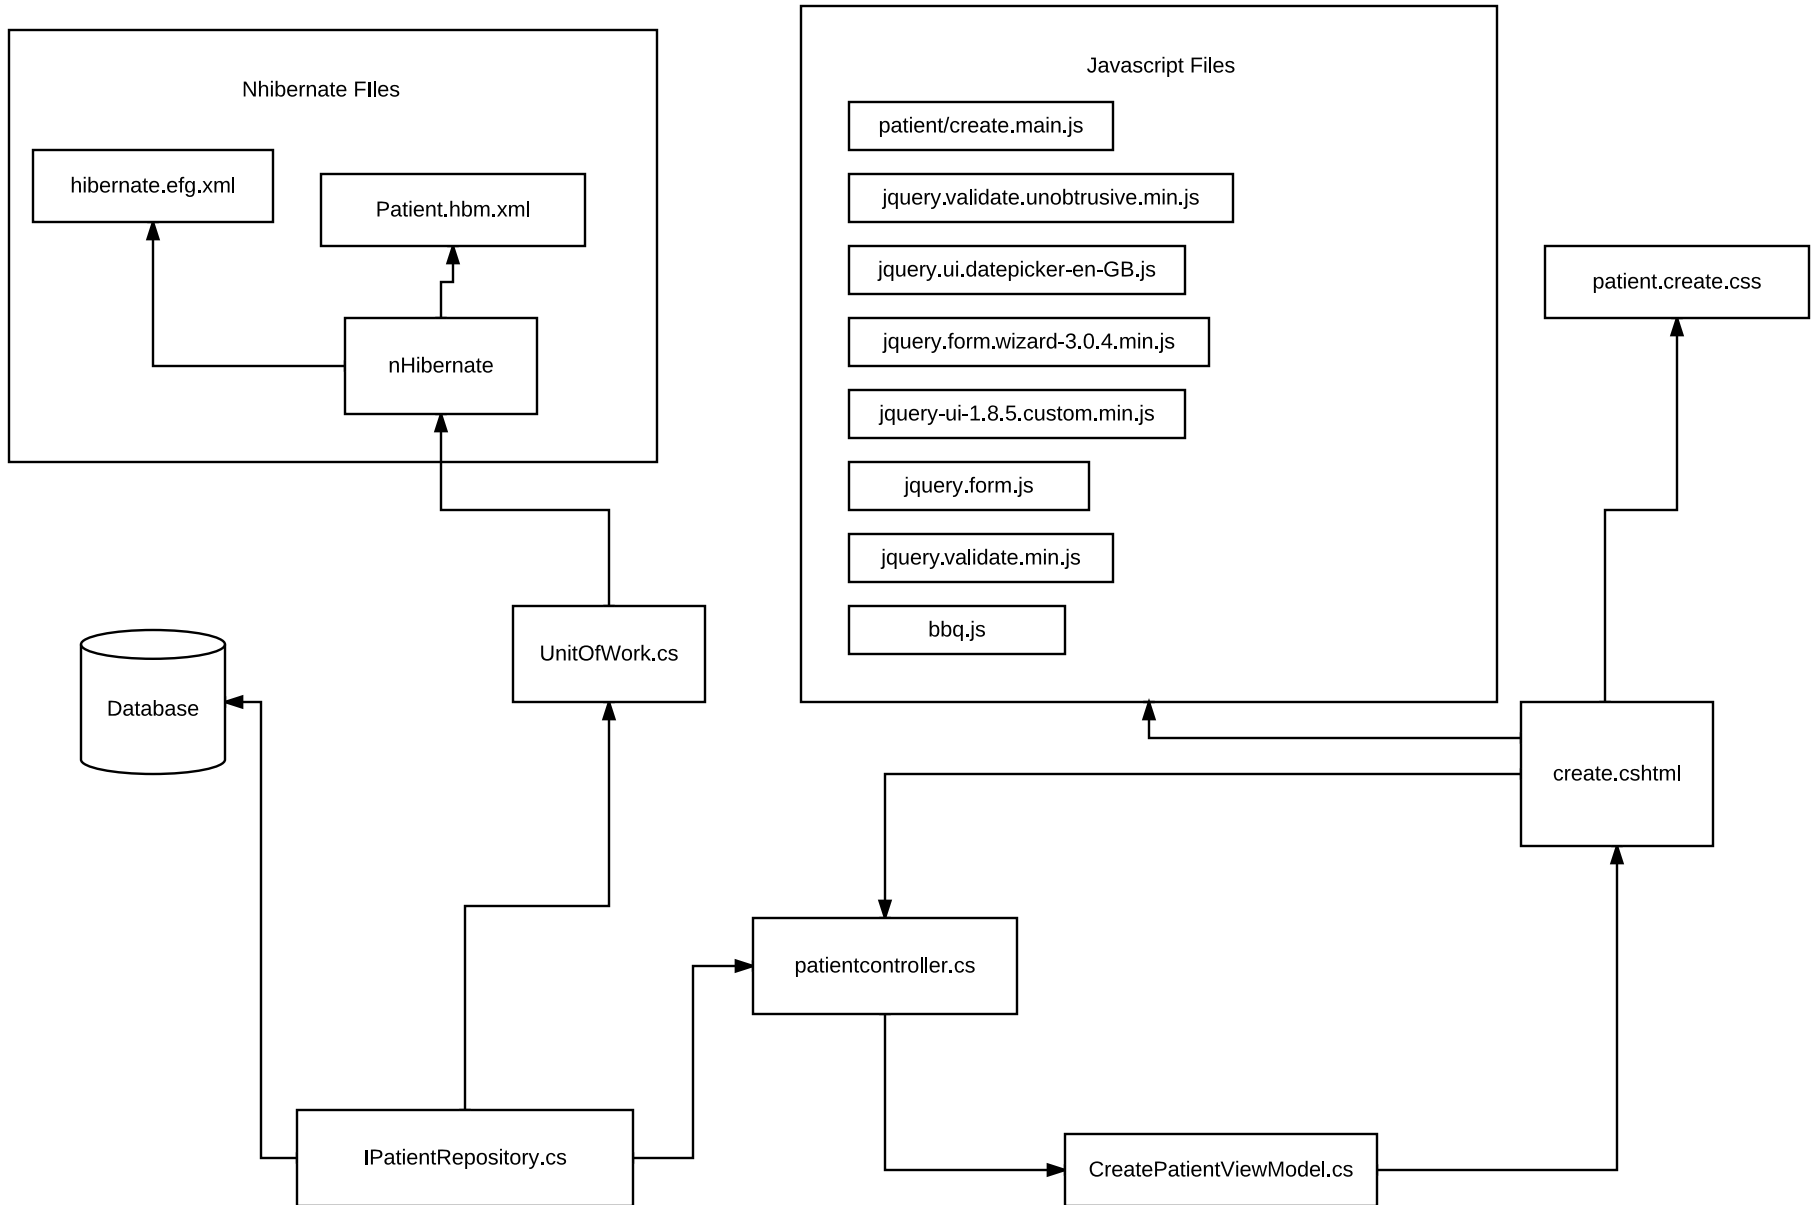 Nhibernate FIles
hibernate.efg.xml
Patient.hbm.xml
nHibernate
Javascript Files
patient/create.main.js
jquery.validate.unobtrusive.min.js
jquery.ui.datepicker-en-GB.js
jquery.form.wizard-3.0.4.min.js
jquery-ui-1.8.5.custom.min.js
jquery.form.js
jquery.validate.min.js
bbq.js
patient.create.css
UnitOfWork.cs
Database
create.cshtml
patientcontroller.cs
IPatientRepository.cs
CreatePatientViewModel.cs